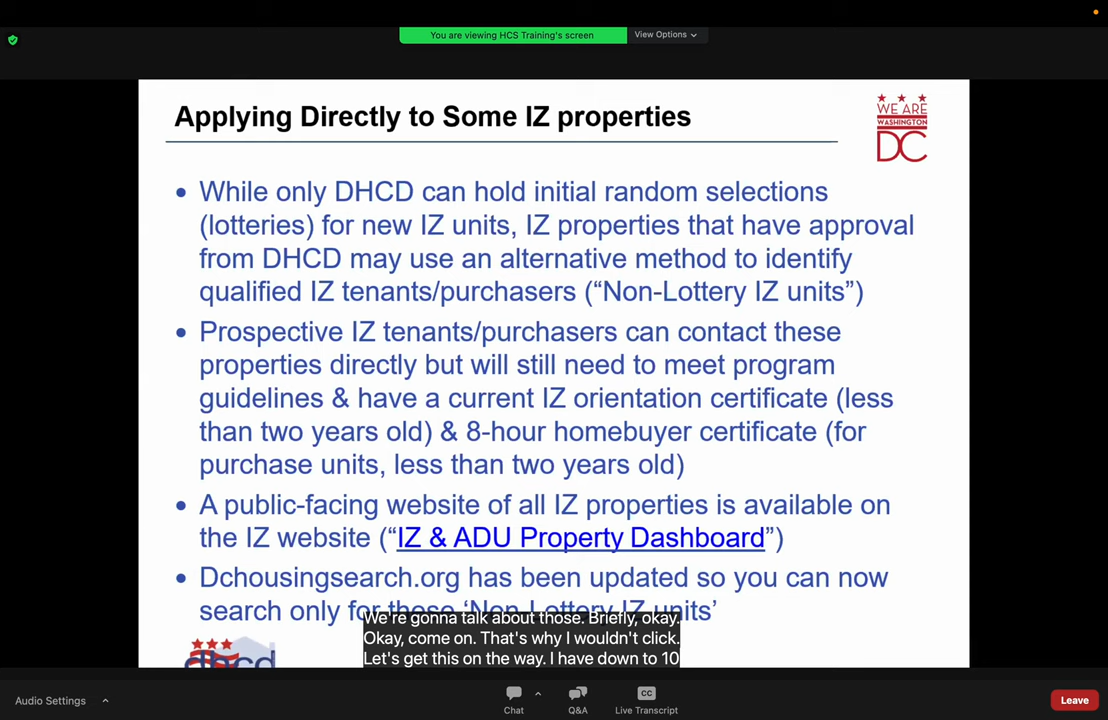 You are viewing HCS Training's screen
View Options
Applying Directly to Some IZ properties
WE ARE
WASHINGTON
DC
• While only DHCD can hold initial random selections
(lotteries) for new IZ units, IZ properties that have approval
from DHCD may use an alternative method to identify
qualified IZ tenants/purchasers (“Non-Lottery IZ units”)
• Prospective IZ tenants/purchasers can contact these
properties directly but will still need to meet program
guidelines & have a current IZ orientation certificate (less
than two years old) & 8-hour homebuyer certificate (for
purchase units, less than two years old)
• A public-facing website of all IZ properties is available on
the IZ website (“IZ & ADU Property Dashboard”)
• Dchousingsearch.org has been updated so you can now
search only for those ‘Non-Lottery IZ units’
We're gonna talk about those. Briefly, okay.
Okay, come on. That's why I wouldn't click.
Let's get this on the way. I have down to 10
dhcd
Audio Settings
Chat
Q&A
CC
Live Transcript
Leave